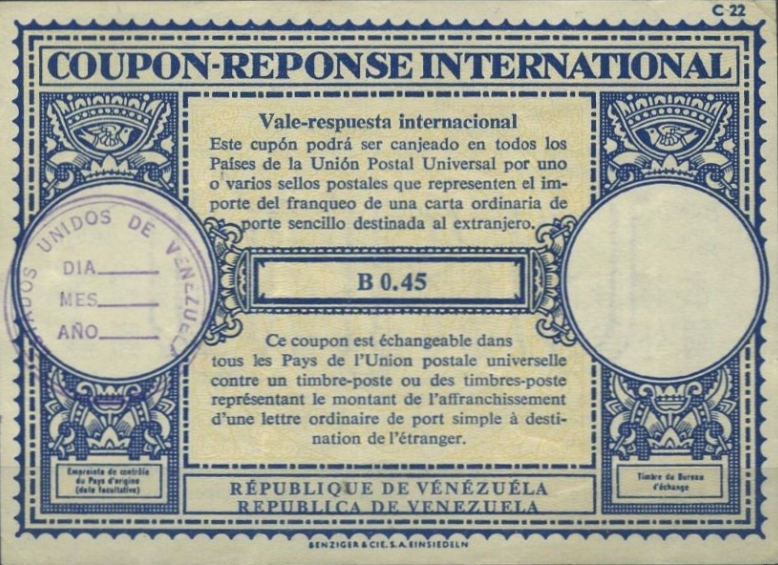 C 22
COUPON-REPONSE INTERNATIONAL
Vale-respuesta internacional
Este cupón podrá ser canjeado en todos los
Países de la Unión Postal Universal por uno
o varios sellos postales que representen el im-
porte del franqueo de una carta ordinaria de
porte sencillo destinada al extranjero.
ESTADOS UNIDOS DE VENEZUELA
DIA
MES
AÑO
B 0.45
Ce coupon est échangeable dans
tous les Pays de l'Union postale universelle
contre un timbre-poste ou des timbres-poste
représentant le montant de l'affranchissement
d'une lettre ordinaire de port simple à desti-
nation de l'étranger.
Empreinte de contrôle
du Pays d'origine
(date facultative)
Timbre du Bureau
d'échange
RÉPUBLIQUE DE VÉNÉZUÉLA
REPUBLICA DE VENEZUELA
BENZIGER & CIE. S.A. EINSIEDELN